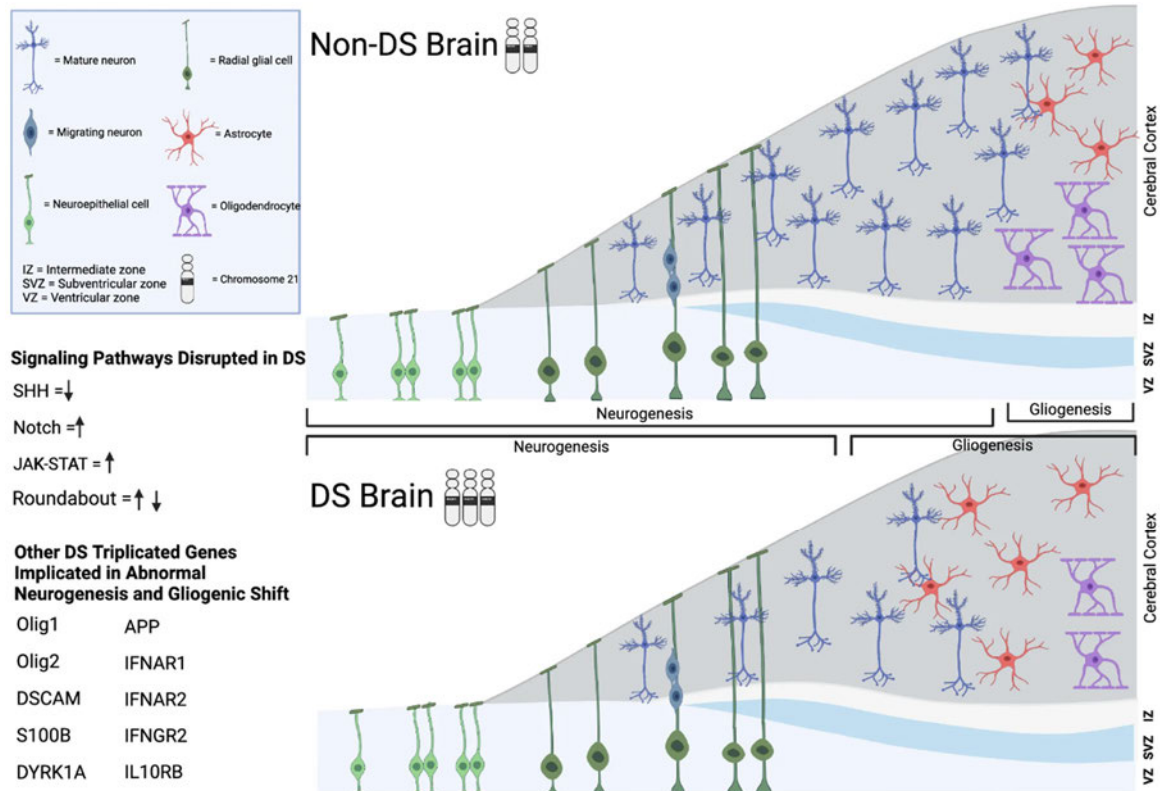 = Mature neuron
= Radial glial cell
= Migrating neuron
= Astrocyte
= Neuroepithelial cell
= Oligodendrocyte
IZ = Intermediate zone
SVZ = Subventricular zone
VZ = Ventricular zone
= Chromosome 21
Signaling Pathways Disrupted in DS
SHH =↓
Notch =↑
JAK-STAT = ↑
Roundabout =↑ ↓
Other DS Triplicated Genes
Implicated in Abnormal
Neurogenesis and Gliogenic Shift
Olig1 APP
Olig2 IFNAR1
DSCAM IFNAR2
S100B IFNGR2
DYRK1A IL10RB
Non-DS Brain
Cerebral Cortex
IZ
SVZ
VZ
Neurogenesis
Gliogenesis
Neurogenesis
Gliogenesis
DS Brain
Cerebral Cortex
IZ
SVZ
VZ